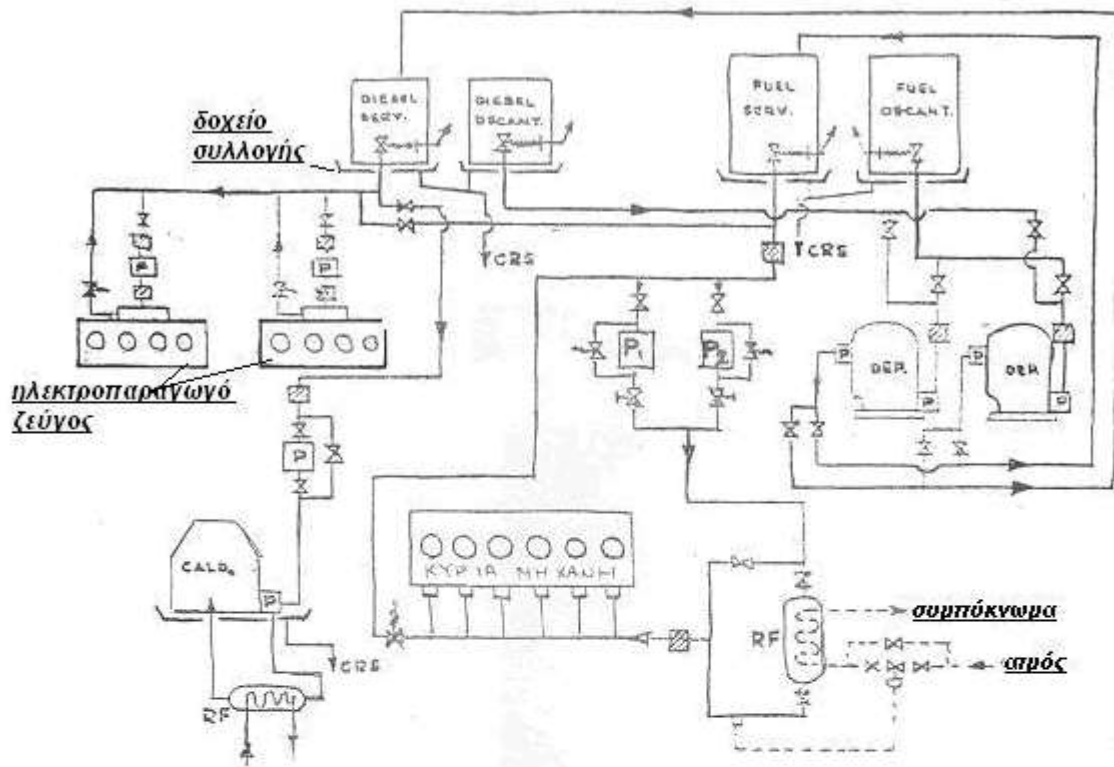 DIESEL
SERV.
DIESEL
DECANT.
FUEL
SERV.
FUEL
DECANT.
δοχείο
συλλογής
CRS
CRS
P
P
P₁
P₂
DEP.
DEP.
P
P
P
P
ηλεκτροπαραγωγό
ζεύγος
P
CALD.
P
ΚΥΡΙΑ ΜΗΧΑΝΗ
CRS
RF
RF
συμπύκνωμα
ατμός